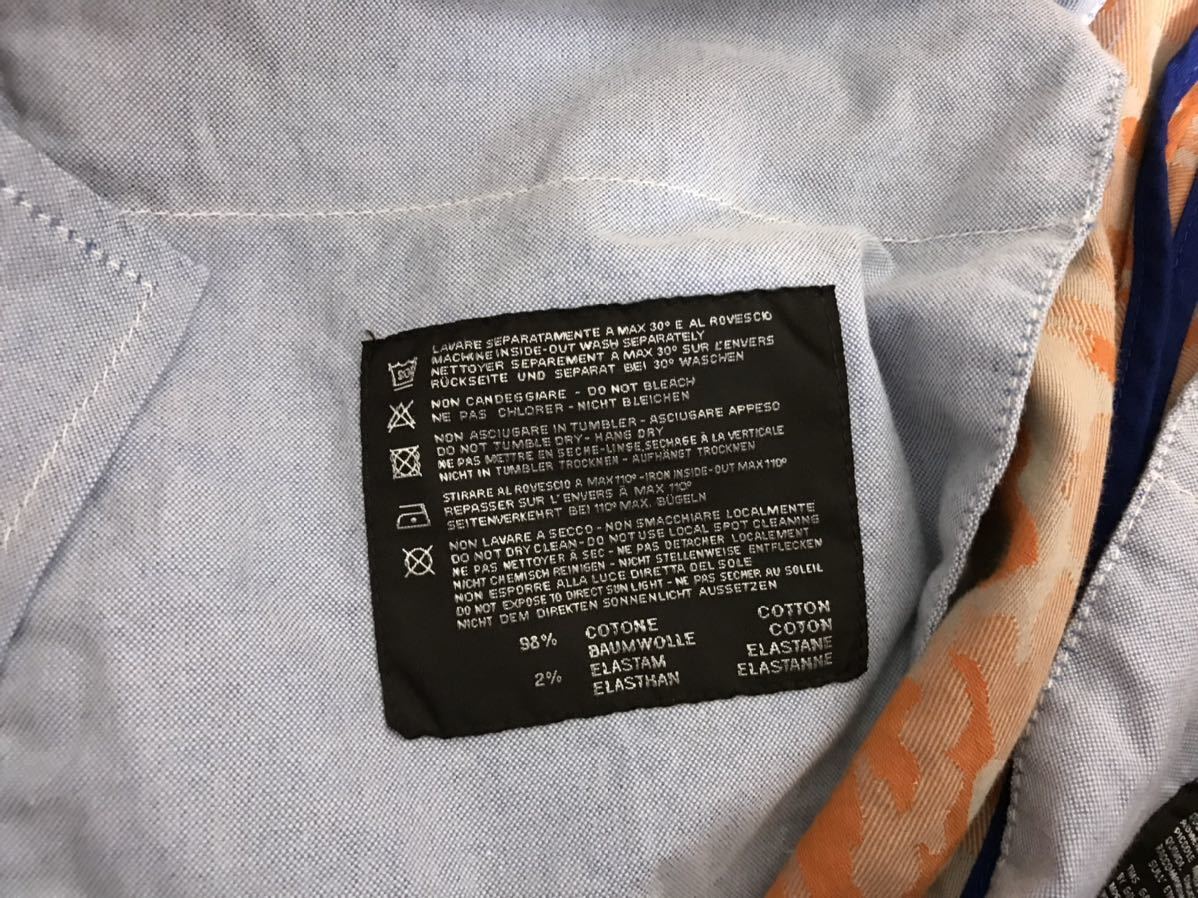 LAVARE SEPARATAMENTE A MAX 30° E AL ROVESCIO
MACHINE INSIDE-OUT WASH SEPARATELY
NETTOYER SEPAREMENT A MAX 30° SUR L'ENVERS
RÜCKSEITE UND SEPARAT BEI 30° WASCHEN
NON CANDEGGIARE - DO NOT BLEACH
NE PAS CHLORER - NICHT BLEICHEN
NON ASCIUGARE IN TUMBLER - ASCIUGARE APPESO
DO NOT TUMBLE DRY - HANG DRY
NE PAS METTRE EN SECHE-LINGE, SECHAGE À LA VERTICALE
NICHT IN TUMBLER TROCKNEN - AUFHÄNGT TROCKNEN
STIRARE AL ROVESCIO A MAX 110° - IRON INSIDE-OUT MAX 110°
REPASSER SUR L'ENVERS À MAX 110°
SEITENVERKEHRT BEI 110° MAX. BÜGELN
NON LAVARE A SECCO - NON SMACCHIARE LOCALMENTE
DO NOT DRY CLEAN - DO NOT USE LOCAL SPOT CLEANING
NE PAS NETTOYER À SEC - NE PAS DETACHER LOCALEMENT
NICHT CHEMISCH REINIGEN - NICHT STELLENWEISE ENTFLECKEN
NON ESPORRE ALLA LUCE DIRETTA DEL SOLE
DO NOT EXPOSE TO DIRECT SUN LIGHT - NE PAS SECHER AU SOLEIL
NICHT DEM DIREKTEN SONNENLICHT AUSSETZEN
98% COTONE COTTON
BAUMWOLLE COTON
2% ELASTAM ELASTANE
ELASTHAN ELASTANNE